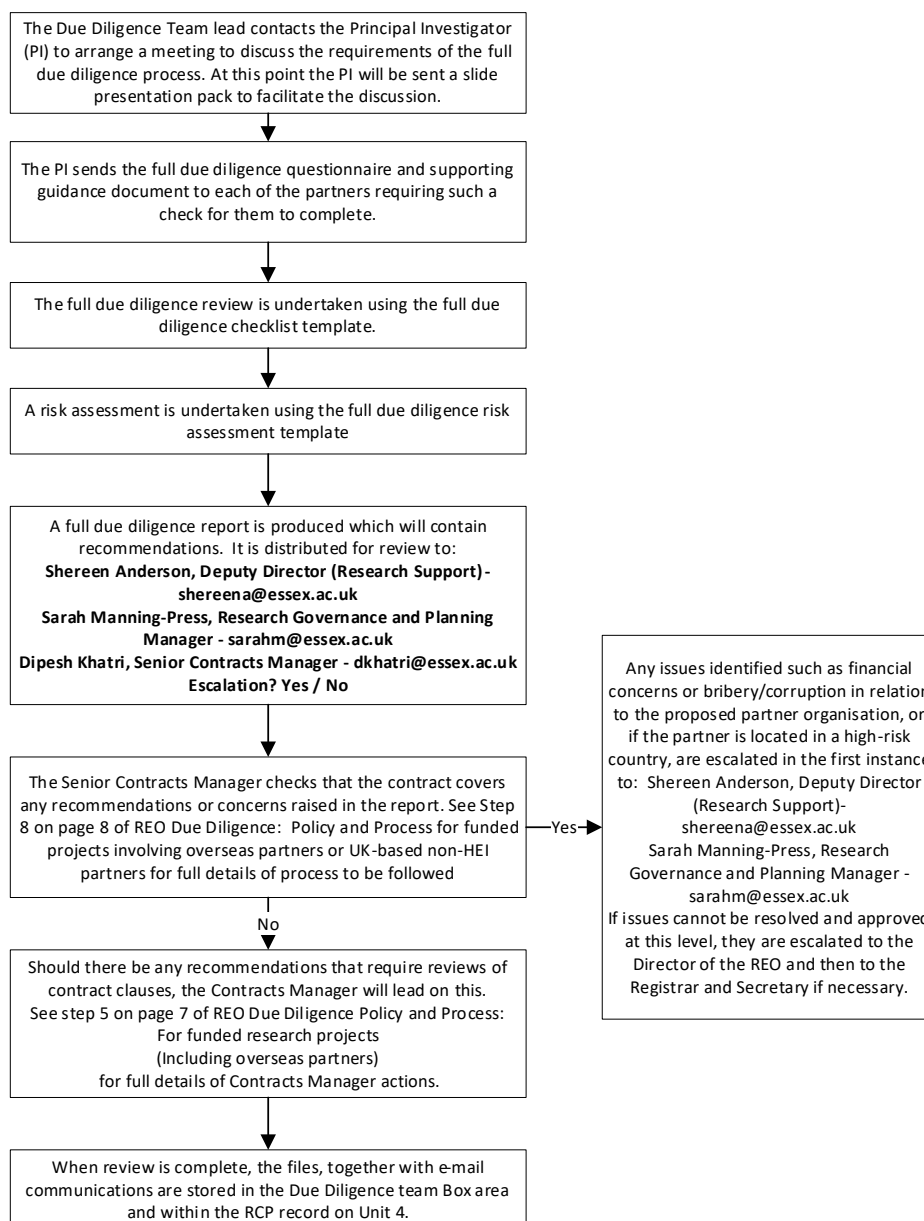 The Due Diligence Team lead contacts the Principal Investigator
(PI) to arrange a meeting to discuss the requirements of the full
due diligence process. At this point the PI will be sent a slide
presentation pack to facilitate the discussion.
The PI sends the full due diligence questionnaire and supporting
guidance document to each of the partners requiring such a
check for them to complete.
The full due diligence review is undertaken using the full due
diligence checklist template.
A risk assessment is undertaken using the full due diligence risk
assessment template
A full due diligence report is produced which will contain
recommendations. It is distributed for review to:
Shereen Anderson, Deputy Director (Research Support) -
shereena@essex.ac.uk
Sarah Manning-Press, Research Governance and Planning
Manager - sarahm@essex.ac.uk
Dipesh Khatri, Senior Contracts Manager - dkhatri@essex.ac.uk
Escalation? Yes / No
The Senior Contracts Manager checks that the contract covers
any recommendations or concerns raised in the report. See Step
8 on page 8 of REO Due Diligence: Policy and Process for funded
projects involving overseas partners or UK-based non-HEI
partners for full details of process to be followed
Yes
Any issues identified such as financial
concerns or bribery/corruption in relation
to the proposed partner organisation, or
if the partner is located in a high-risk
country, are escalated in the first instance
to: Shereen Anderson, Deputy Director
(Research Support)-
shereena@essex.ac.uk
Sarah Manning-Press, Research
Governance and Planning Manager -
sarahm@essex.ac.uk
If issues cannot be resolved and approved
at this level, they are escalated to the
Director of the REO and then to the
Registrar and Secretary if necessary.
No
Should there be any recommendations that require reviews of
contract clauses, the Contracts Manager will lead on this.
See step 5 on page 7 of REO Due Diligence Policy and Process:
For funded research projects
(Including overseas partners)
for full details of Contracts Manager actions.
When review is complete, the files, together with e-mail
communications are stored in the Due Diligence team Box area
and within the RCP record on Unit 4.